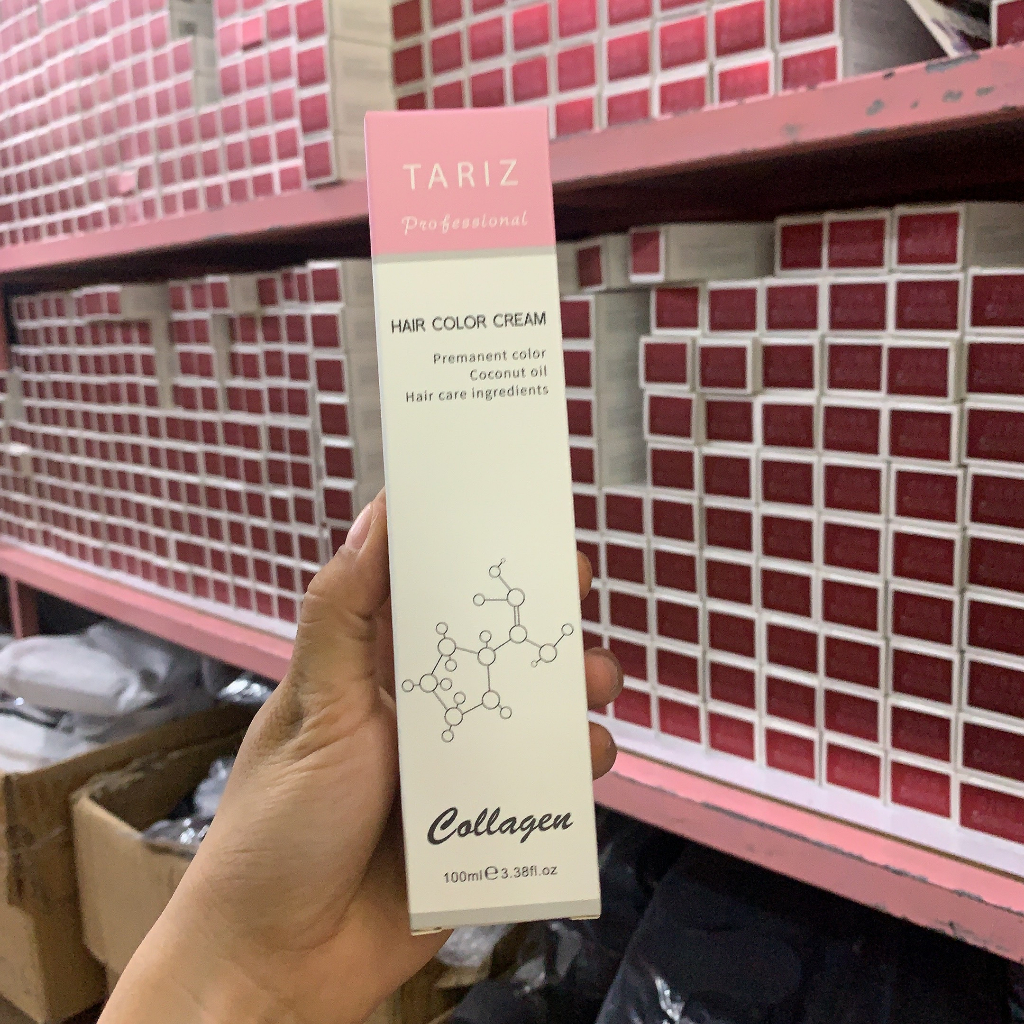 TARIZ
Professional
HAIR COLOR CREAM
Premanent color
Coconut oil
Hair care ingredients
Collagen
100ml℮3.38fl.oz